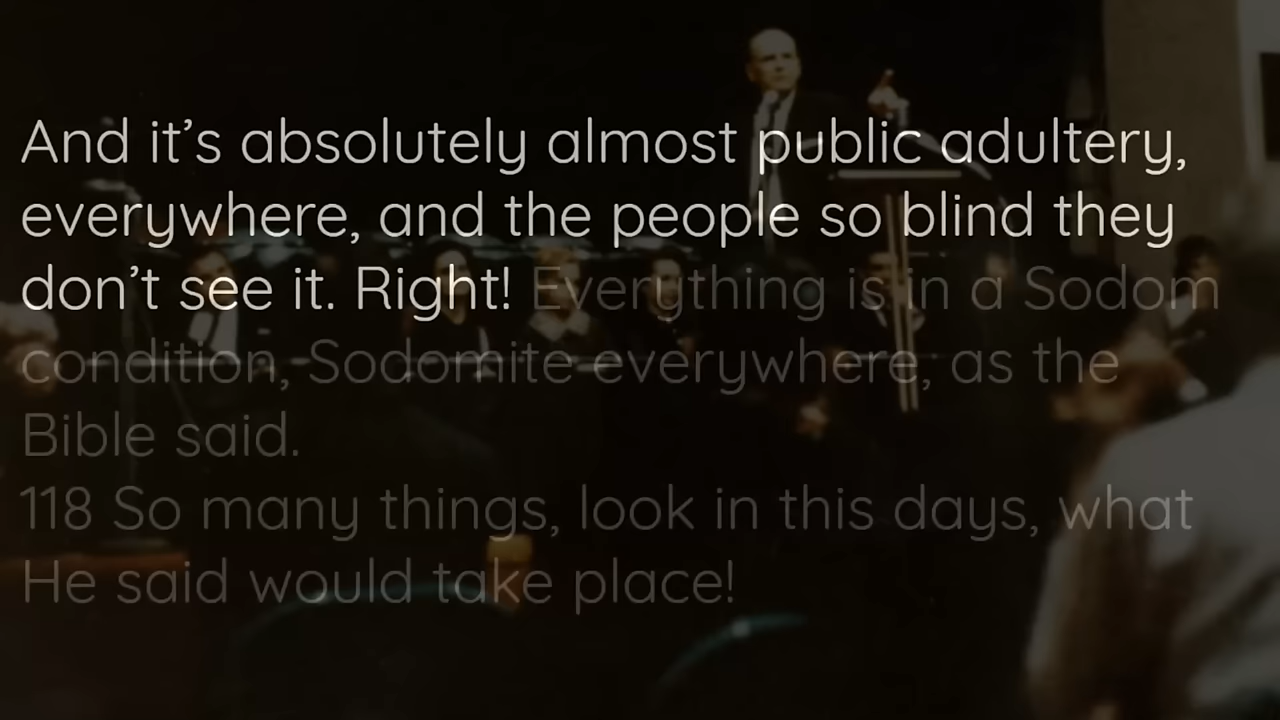 And it’s absolutely almost public adultery,
everywhere, and the people so blind they
don’t see it. Right! Everything is in a Sodom
condition, Sodomite everywhere, as the
Bible said.
118 So many things, look in this days, what
He said would take place!